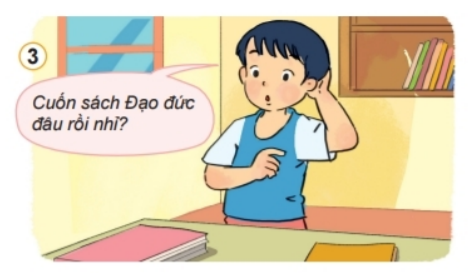 3
Cuốn sách Đạo đức
đâu rồi nhỉ?